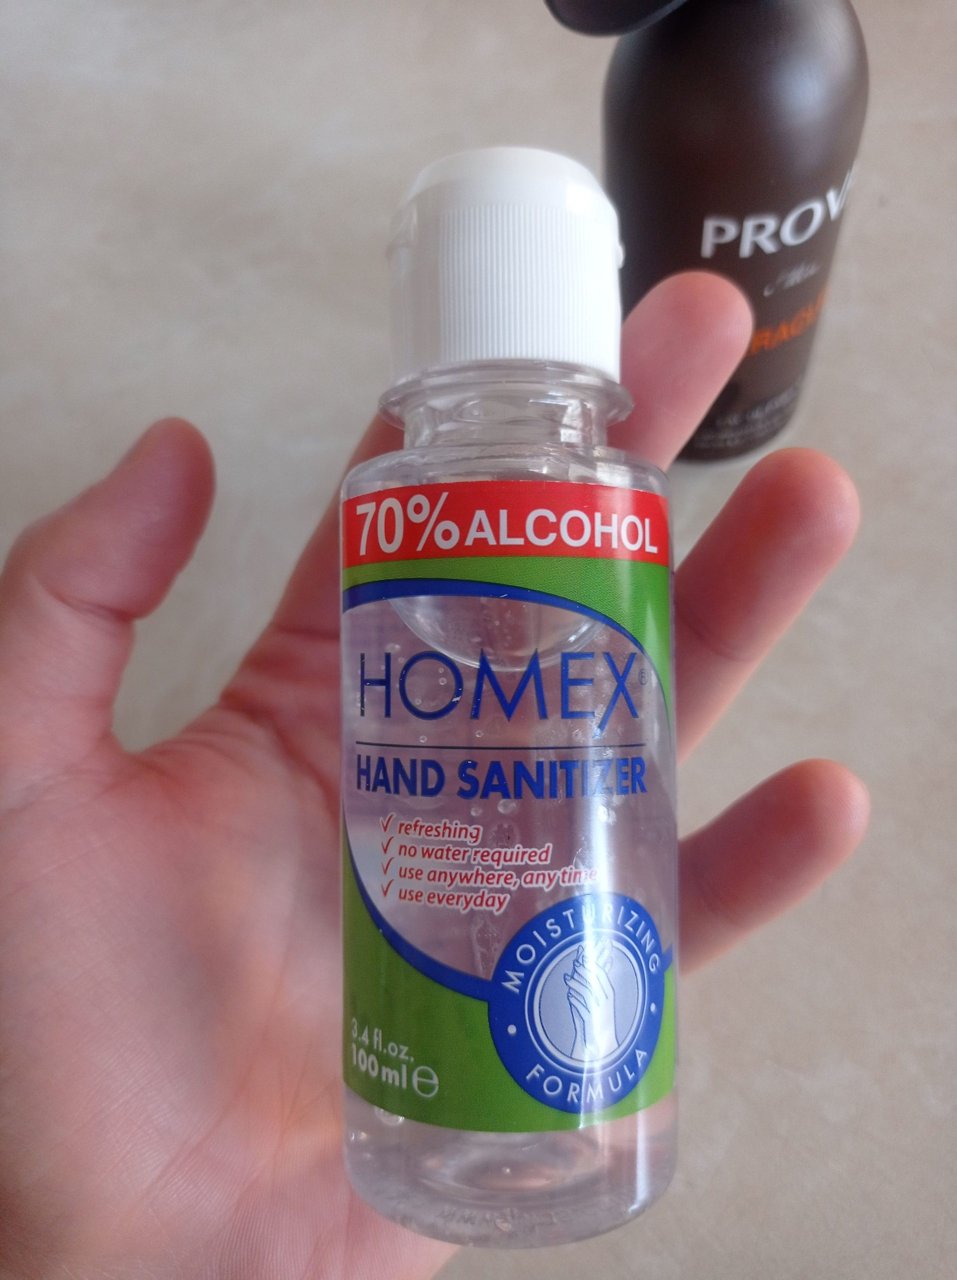 PROV
70% ALCOHOL
HOMEX®
HAND SANITIZER
✓ refreshing
✓ no water required
✓ use anywhere, any time
✓ use everyday
MOISTURIZING
FORMULA
3.4 fl.oz.
100ml ℮